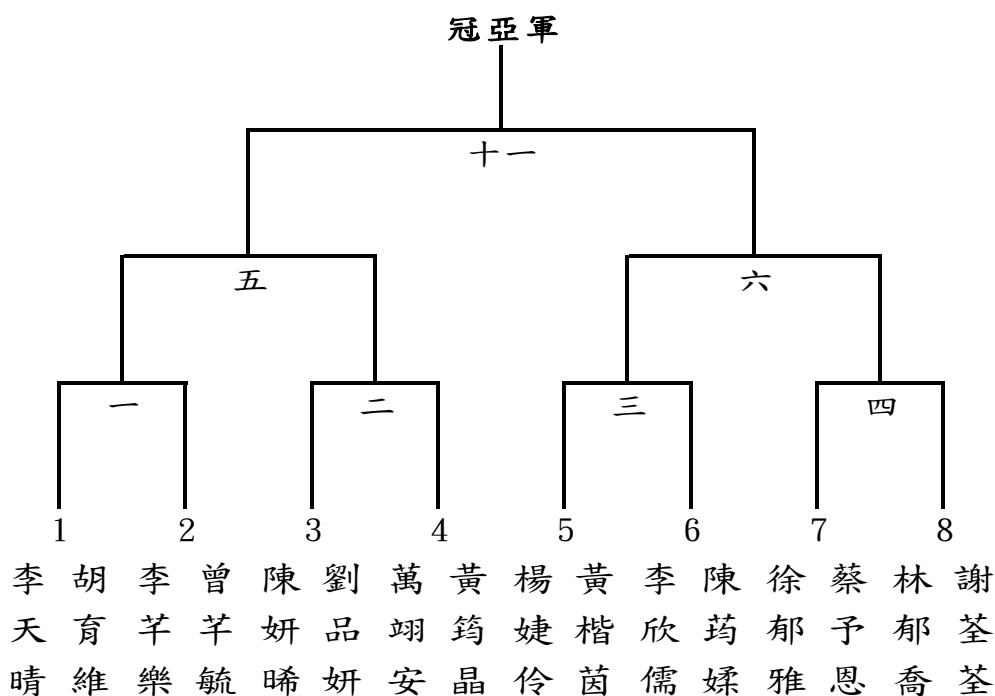 冠亞軍
十一
五 六
一 二 三 四
1 2 3 4 5 6 7 8
李 胡 李 曾 陳 劉 萬 黃 楊 黃 李 陳 徐 蔡 林 謝
天 育 芊 芊 妍 品 翊 筠 婕 楷 欣 荺 郁 予 郁 荃
晴 維 樂 毓 晞 妍 安 晶 伶 茵 儒 媃 雅 恩 喬 荃